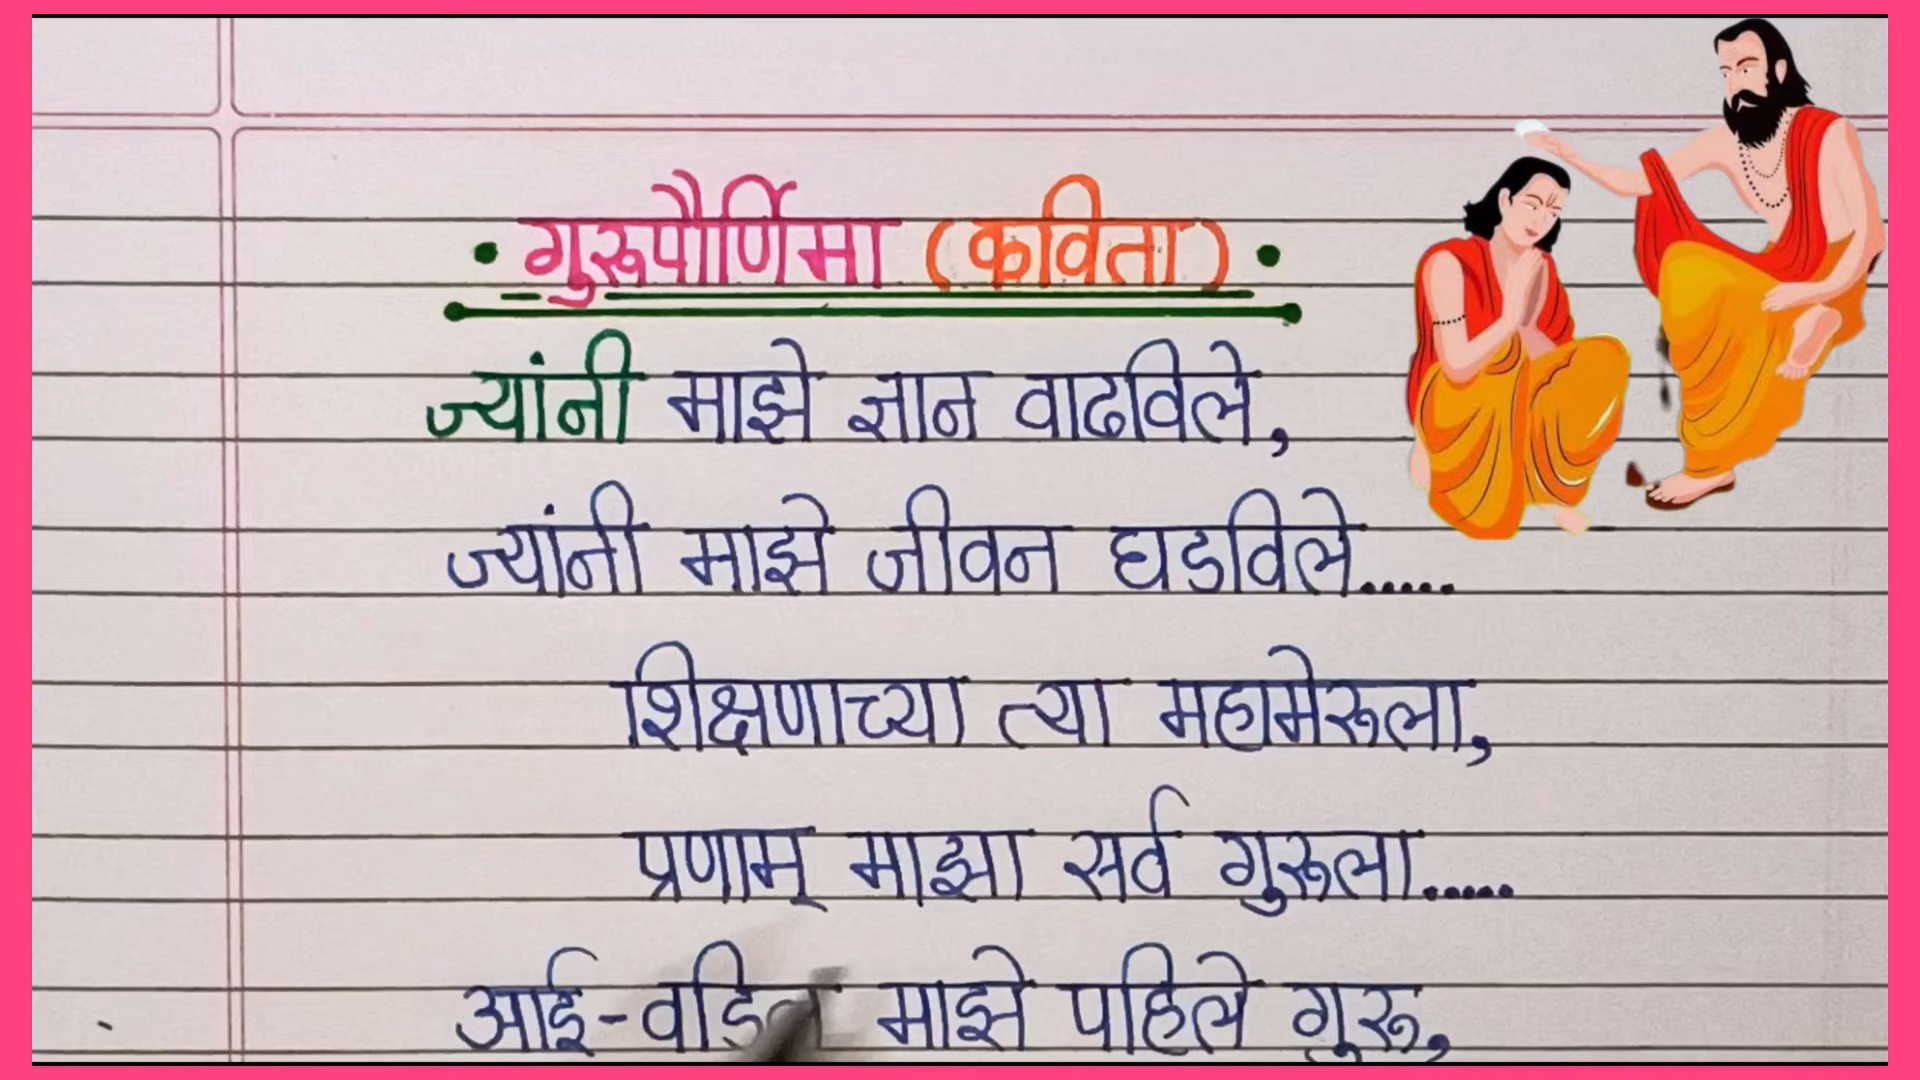 गुरूपौर्णिमा (कविता)
ज्यांनी माझे ज्ञान वाढविले,
ज्यांनी माझे जीवन घडविले.....
शिक्षणाच्या त्या महामेरूला,
प्रणाम् माझा सर्व गुरूला.....
आई-वडिल माझे पहिले गुरू,